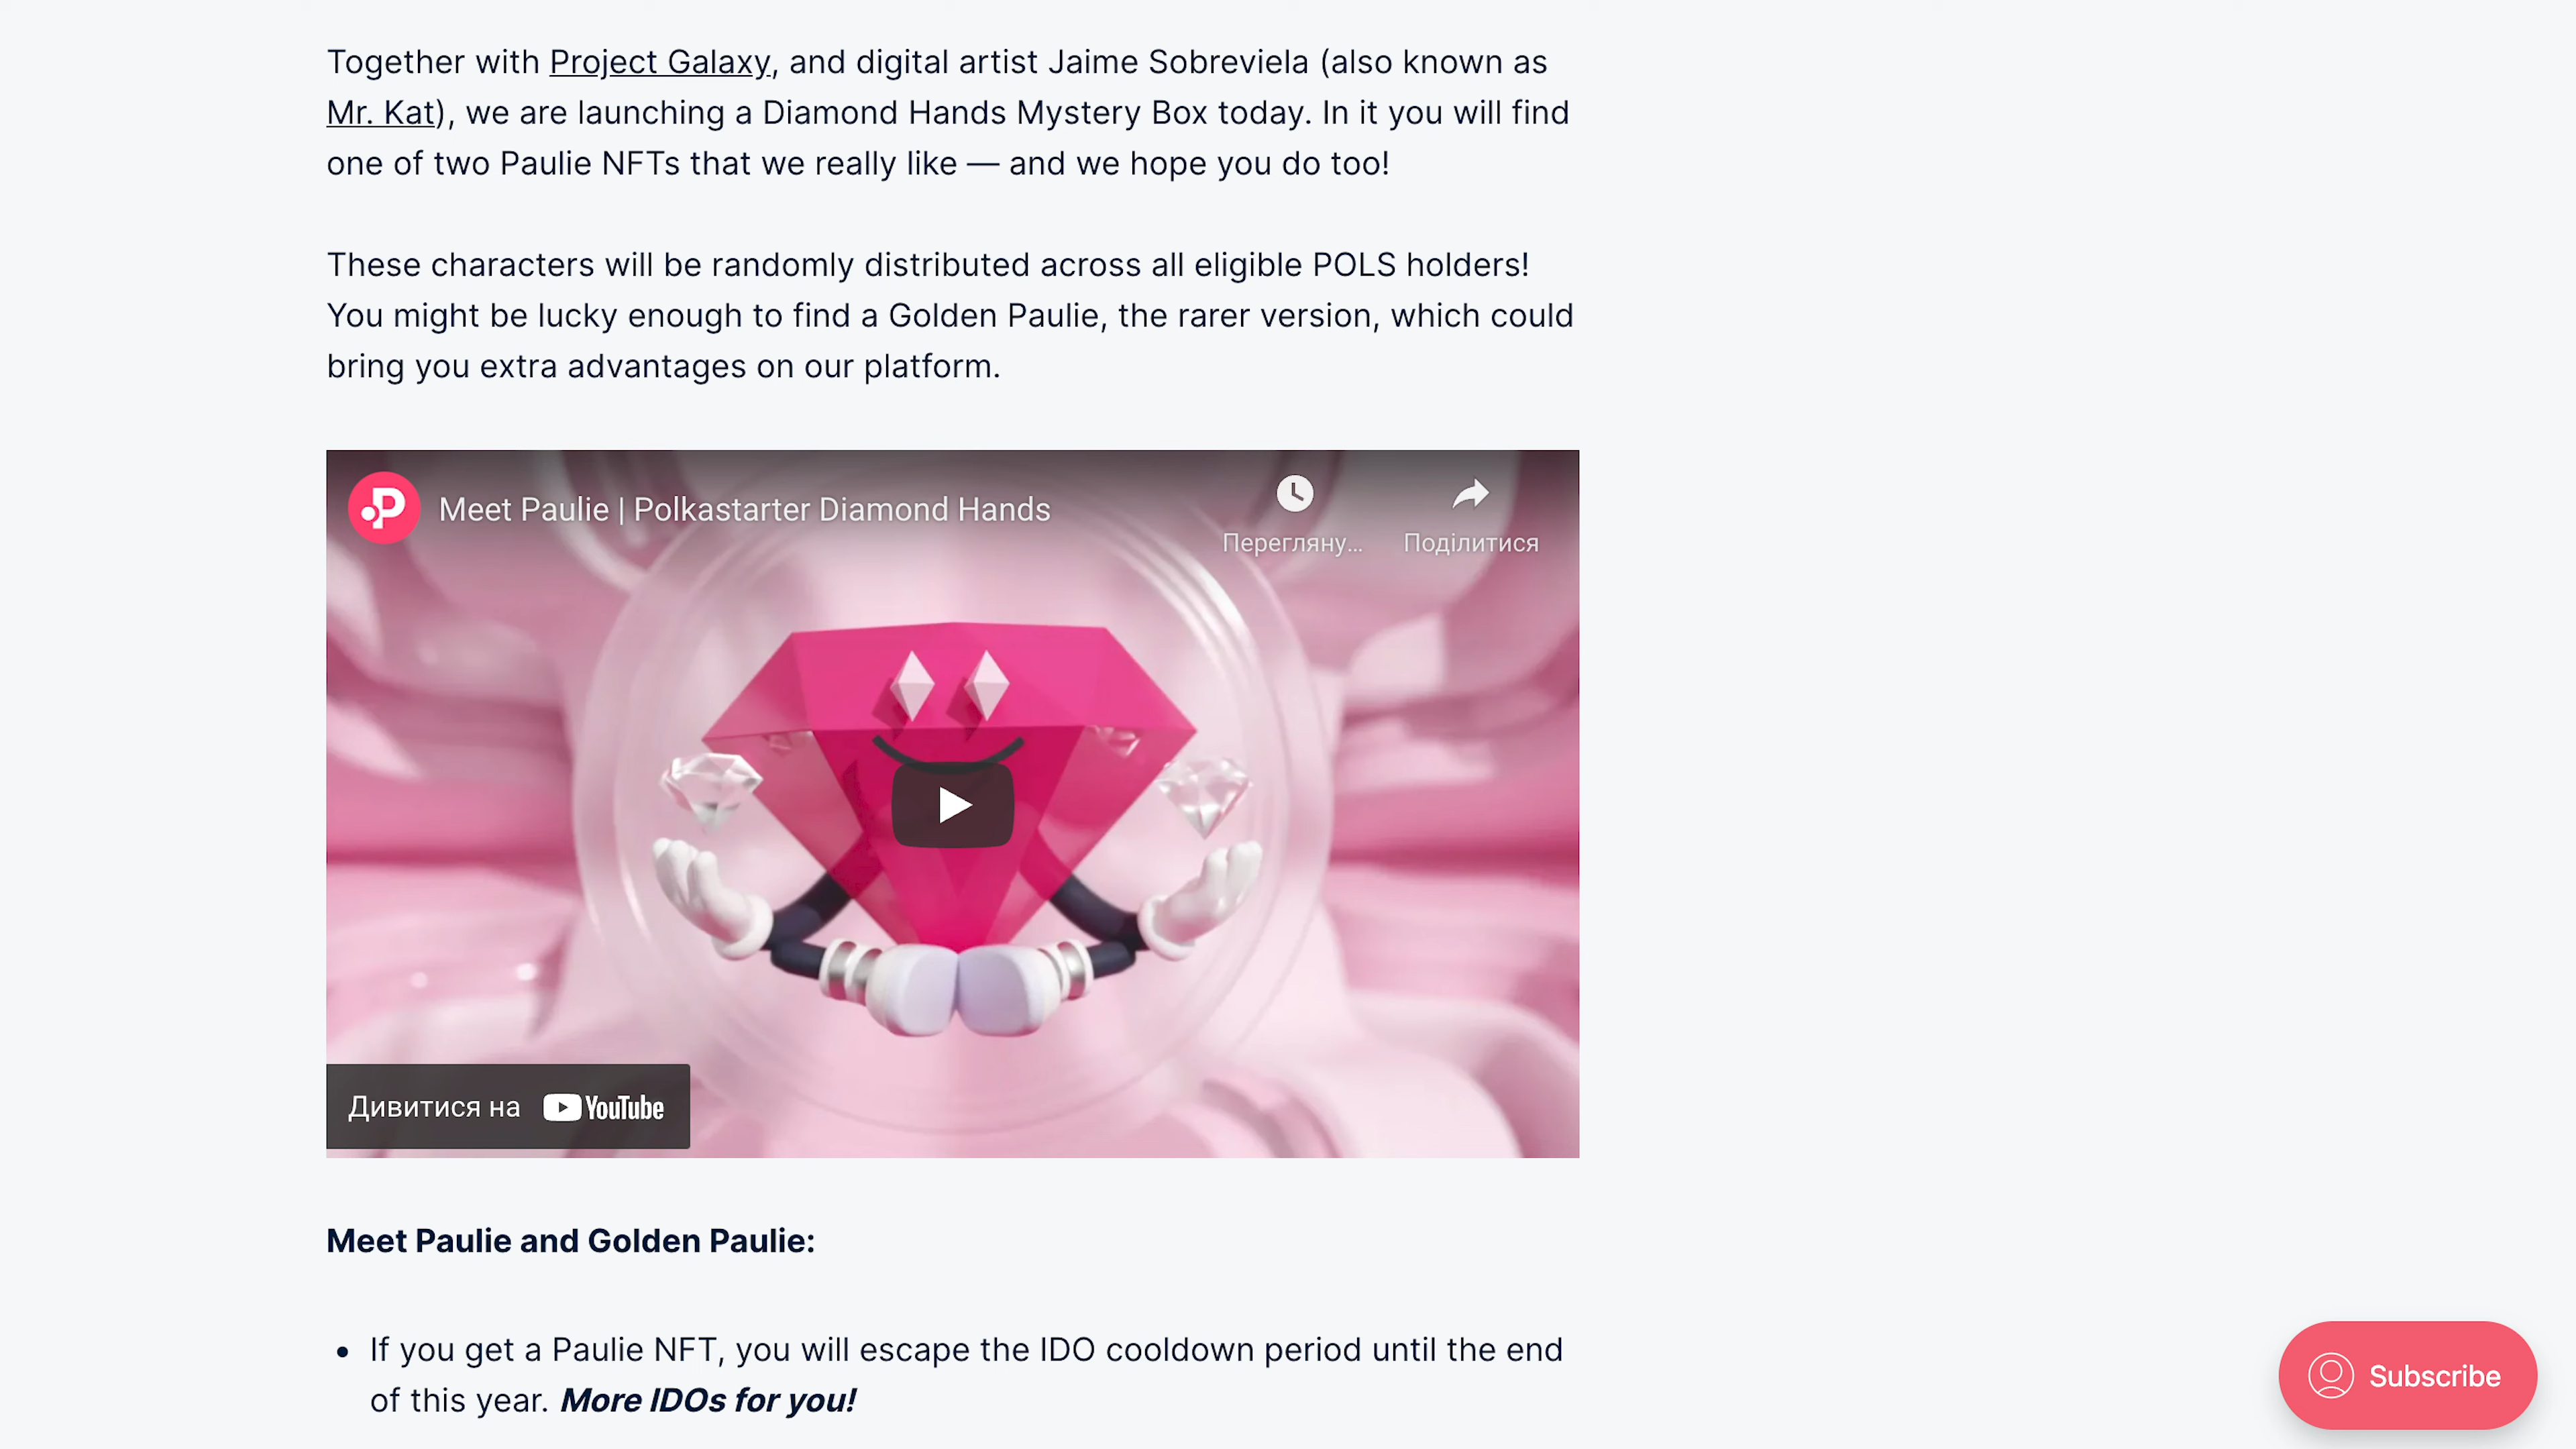 Together with Project Galaxy, and digital artist Jaime Sobreviela (also known as
Mr. Kat), we are launching a Diamond Hands Mystery Box today. In it you will find
one of two Paulie NFTs that we really like — and we hope you do too!
These characters will be randomly distributed across all eligible POLS holders!
You might be lucky enough to find a Golden Paulie, the rarer version, which could
bring you extra advantages on our platform.
Meet Paulie | Polkastarter Diamond Hands
Переглянu...
Поділитися
Дивитися на YouTube
Meet Paulie and Golden Paulie:
• If you get a Paulie NFT, you will escape the IDO cooldown period until the end
of this year. More IDOs for you!
Subscribe